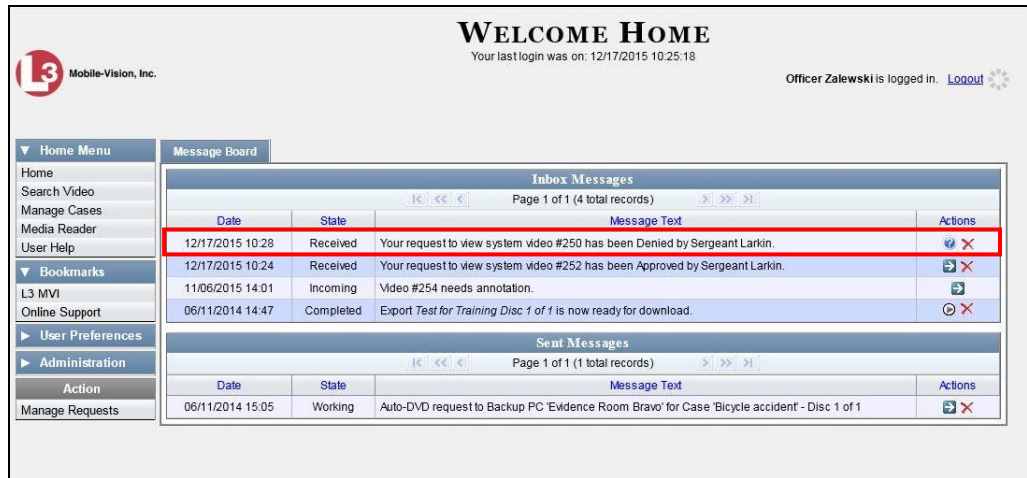 WELCOME HOME
Your last login was on: 12/17/2015 10:25:18
L3 Mobile-Vision, Inc.
Officer Zalewski is logged in. Logout
Home Menu
Home
Search Video
Manage Cases
Media Reader
User Help
Bookmarks
L3 MVI
Online Support
User Preferences
Administration
Action
Manage Requests
Message Board
Inbox Messages
|< << < Page 1 of 1 (4 total records) > >> >|
Date State Message Text Actions
12/17/2015 10:28 Received Your request to view system video #250 has been Denied by Sergeant Larkin.
12/17/2015 10:24 Received Your request to view system video #252 has been Approved by Sergeant Larkin.
11/06/2015 14:01 Incoming Video #254 needs annotation.
06/11/2014 14:47 Completed Export Test for Training Disc 1 of 1 is now ready for download.
Sent Messages
|< << < Page 1 of 1 (1 total records) > >> >|
Date State Message Text Actions
06/11/2014 15:05 Working Auto-DVD request to Backup PC 'Evidence Room Bravo' for Case 'Bicycle accident' - Disc 1 of 1